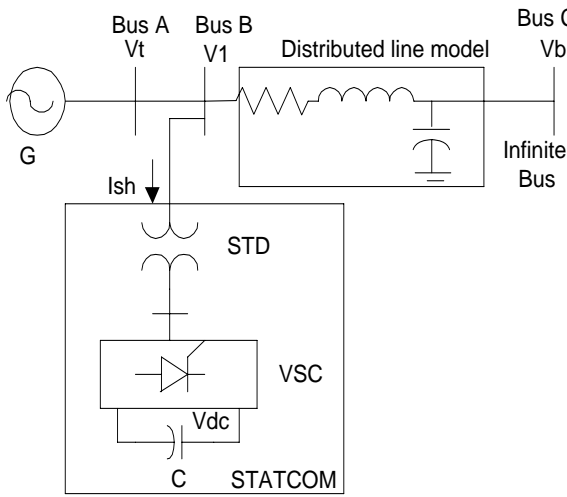 Bus A
Vt
Bus B
V1
Distributed line model
Bus C
Vb
G
Infinite
Bus
Ish
STD
VSC
Vdc
C
STATCOM